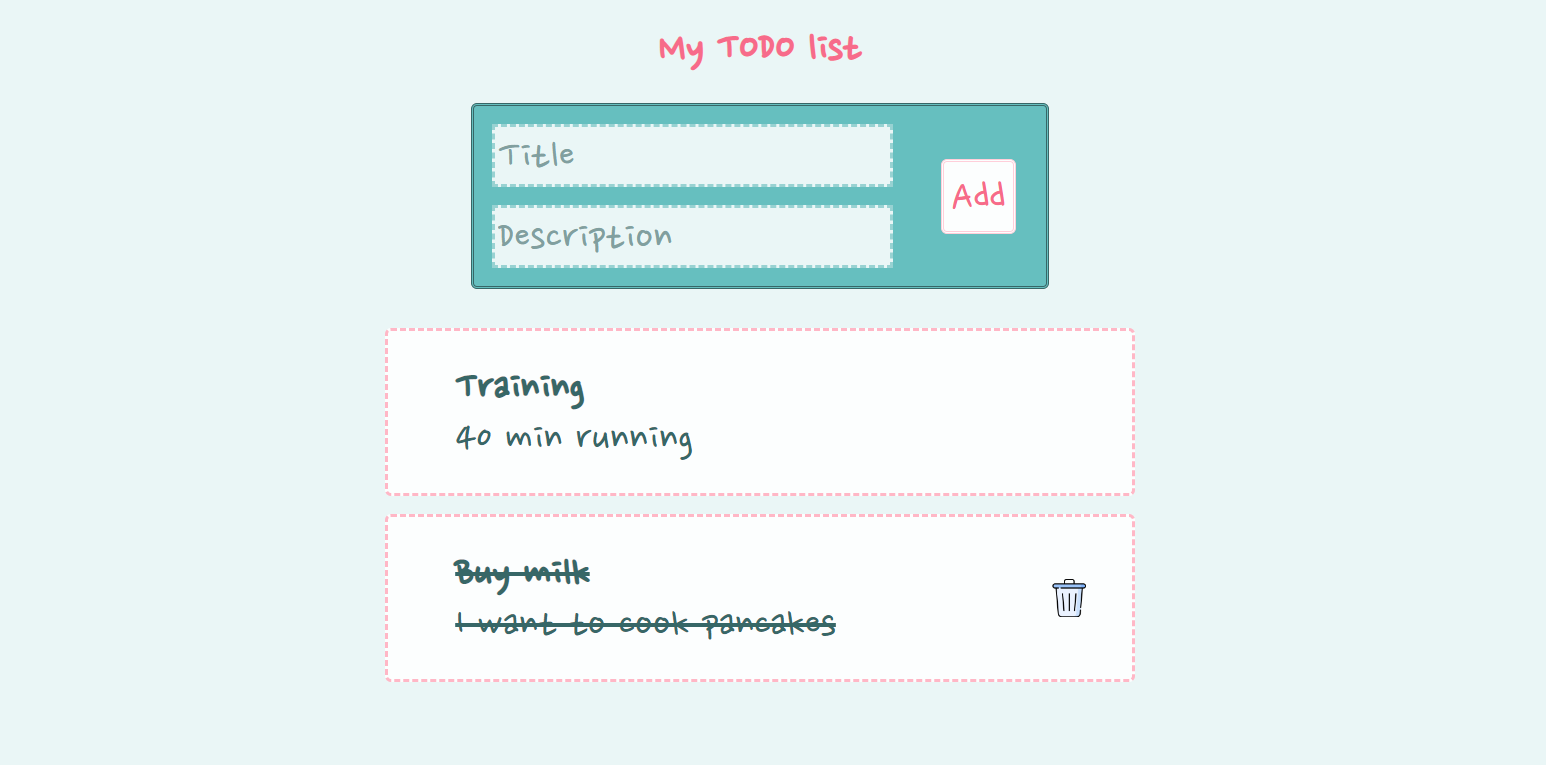 My TODO list
Title
Add
Description
Training
40 min running
Buy milk
I want to cook pancakes